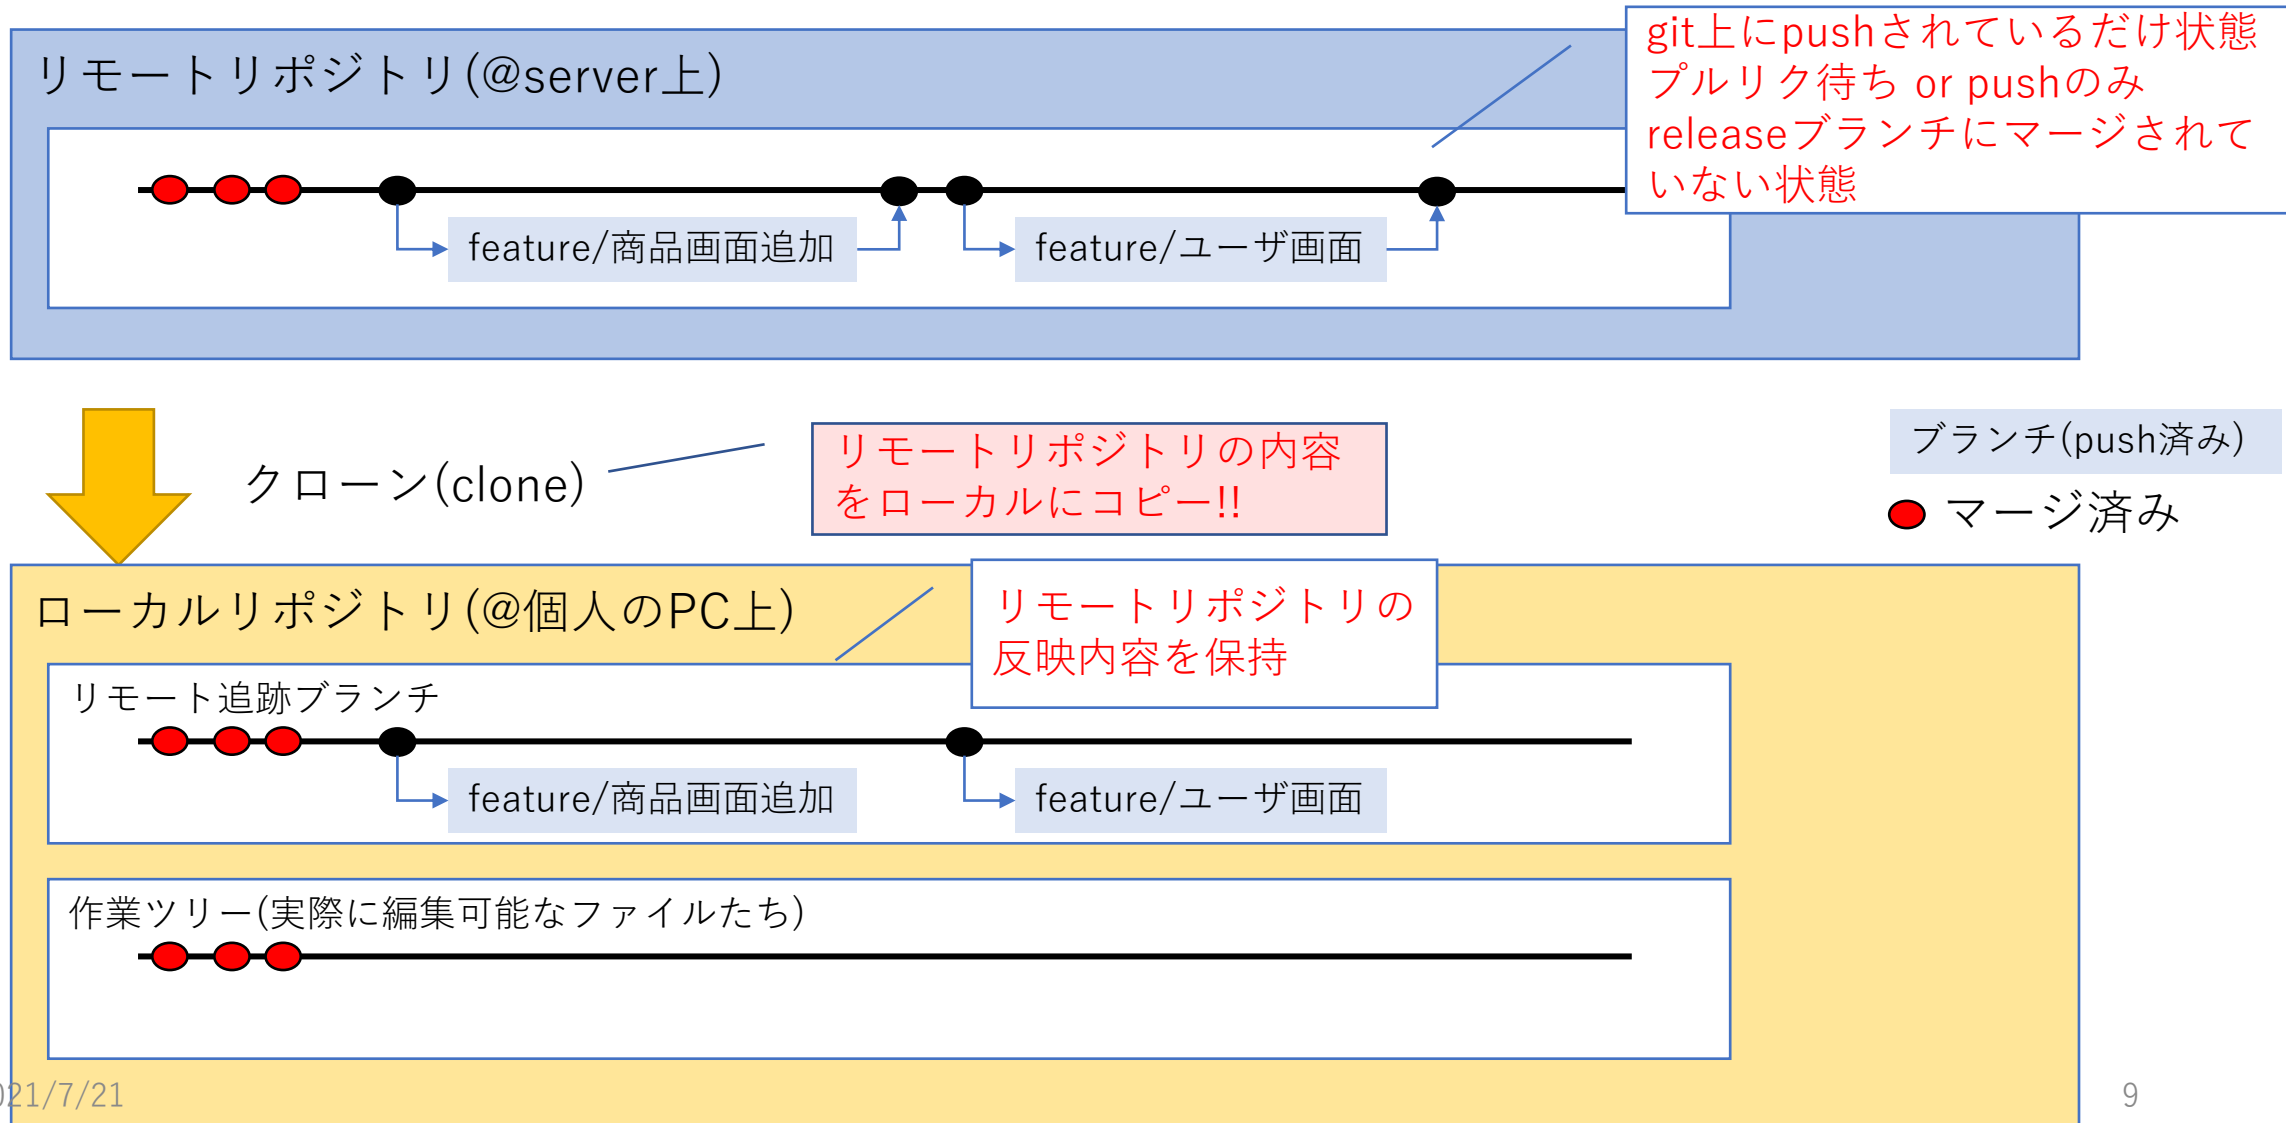 リモートリポジトリ(@server上)
git上にpushされているだけ状態
プルリク待ち or pushのみ
releaseブランチにマージされて
いない状態
feature/商品画面追加
feature/ユーザ画面
クローン(clone)
リモートリポジトリの内容
をローカルにコピー!!
ブランチ(push済み)
マージ済み
ローカルリポジトリ(@個人のPC上)
リモートリポジトリの
反映内容を保持
リモート追跡ブランチ
feature/商品画面追加
feature/ユーザ画面
作業ツリー(実際に編集可能なファイルたち)
021/7/21
9